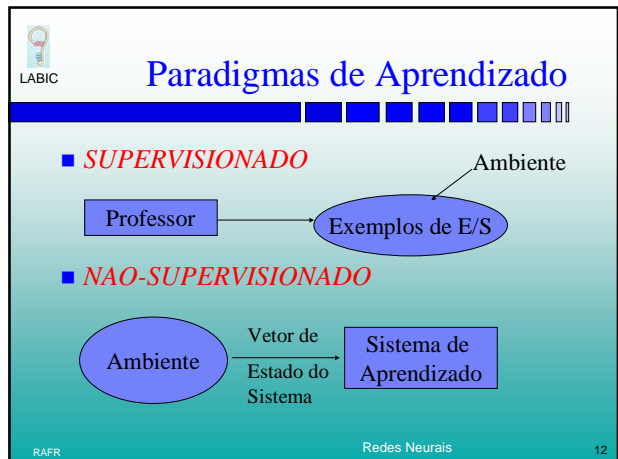 LABIC
Paradigmas de Aprendizado
SUPERVISIONADO
Ambiente
Professor
Exemplos de E/S
NAO-SUPERVISIONADO
Ambiente
Vetor de
Estado do
Sistema
Sistema de
Aprendizado
RAFR
Redes Neurais
12